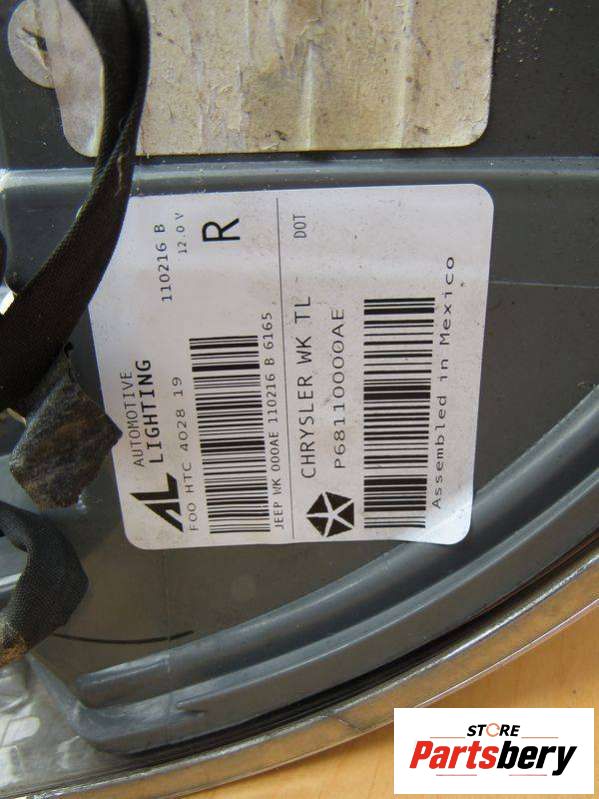 AL AUTOMOTIVE LIGHTING
110216 B
12.0 V
FOO HTC 4028 19
R
JEEP WK 000AE 110216 B 6165
CHRYSLER WK TL
DOT
P68110000AE
Assembled in Mexico
STORE
Partsbery